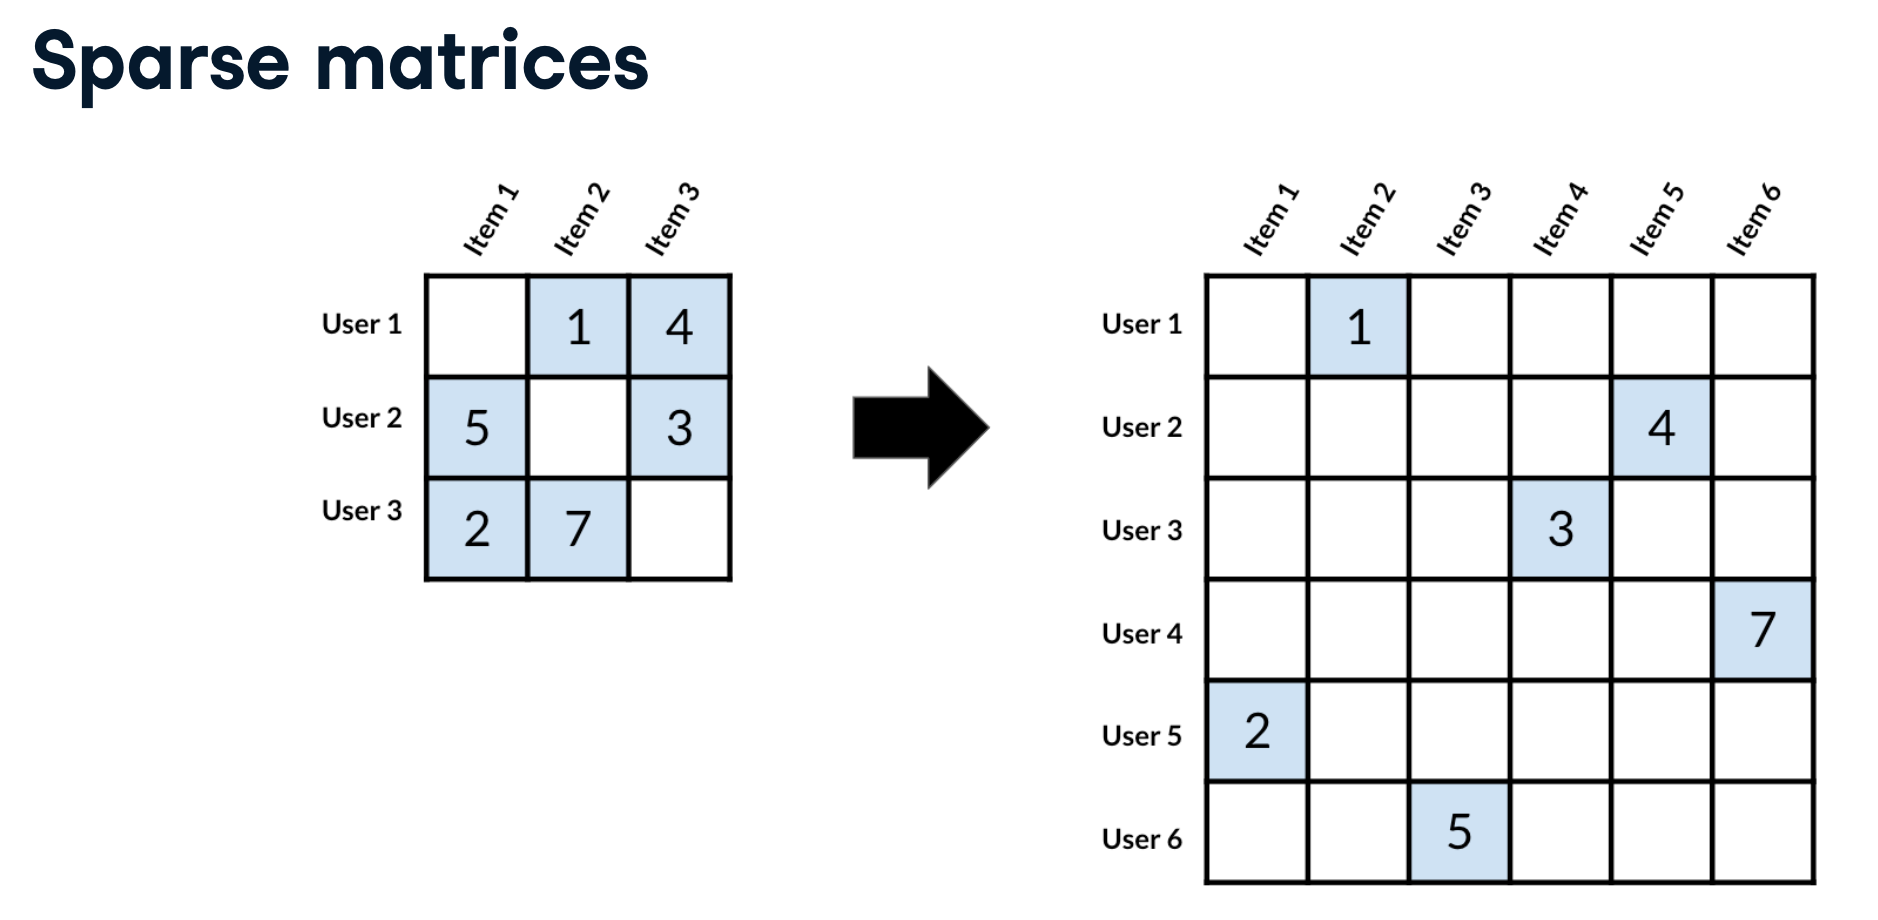 Sparse matrices
Item 1 Item 2 Item 3
User 1 1 4
User 2 5 3
User 3 2 7
Item 1 Item 2 Item 3 Item 4 Item 5 Item 6
User 1 1
User 2 4
User 3 3
User 4 7
User 5 2
User 6 5